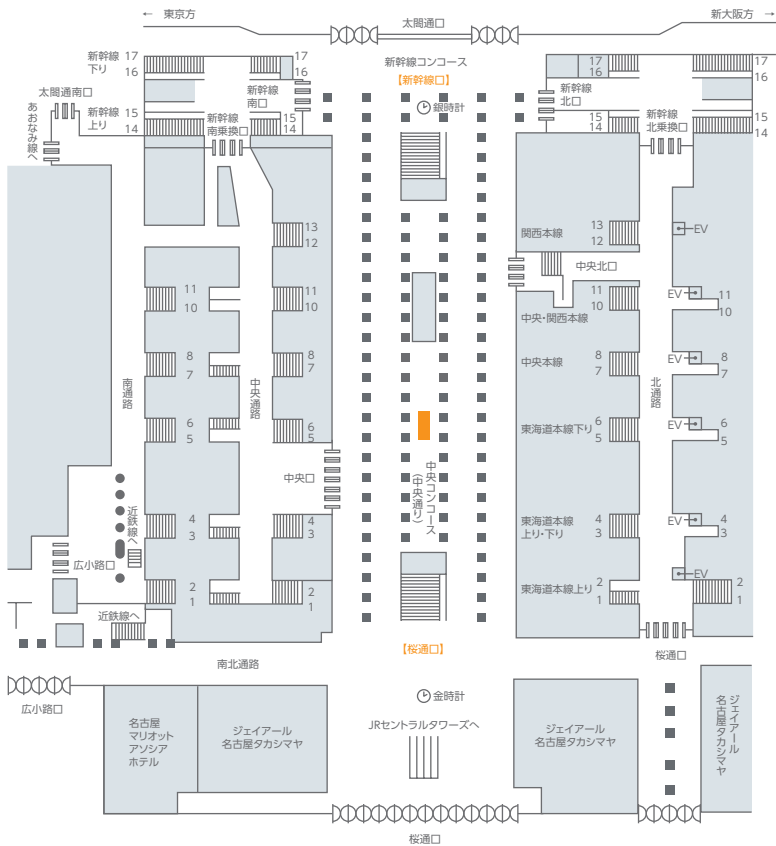 ← 東京方
太閤通口
新大阪方 →
新幹線
下り
17
16
17
16
新幹線コンコース
【新幹線口】
17
16
新幹線
南口
新幹線
北口
銀時計
太閤通南口
あおなみ線へ
新幹線
上り
15
14
15
14
新幹線
南乗換口
15
14
新幹線
北乗換口
15
14
13
12
関西本線
13
12
EV
中央北口
11
10
11
10
11
10
中央・関西本線
EV
11
10
8
7
8
7
中央本線
8
7
EV
8
7
南通路
中央通路
北通路
6
5
6
5
東海道本線下り
6
5
EV
6
5
中央口
中央コンコース
(中央通り)
近鉄線へ
4
3
4
3
東海道本線
上り・下り
4
3
EV
4
3
広小路口
2
1
2
1
東海道本線上り
2
1
EV
2
1
近鉄線へ
南北通路
【桜通口】
桜通口
広小路口
金時計
名古屋
マリオット
アソシア
ホテル
ジェイアール
名古屋タカシマヤ
JRセントラルタワーズへ
ジェイアール
名古屋タカシマヤ
ジェイアール
名古屋タカシマヤ
桜通口